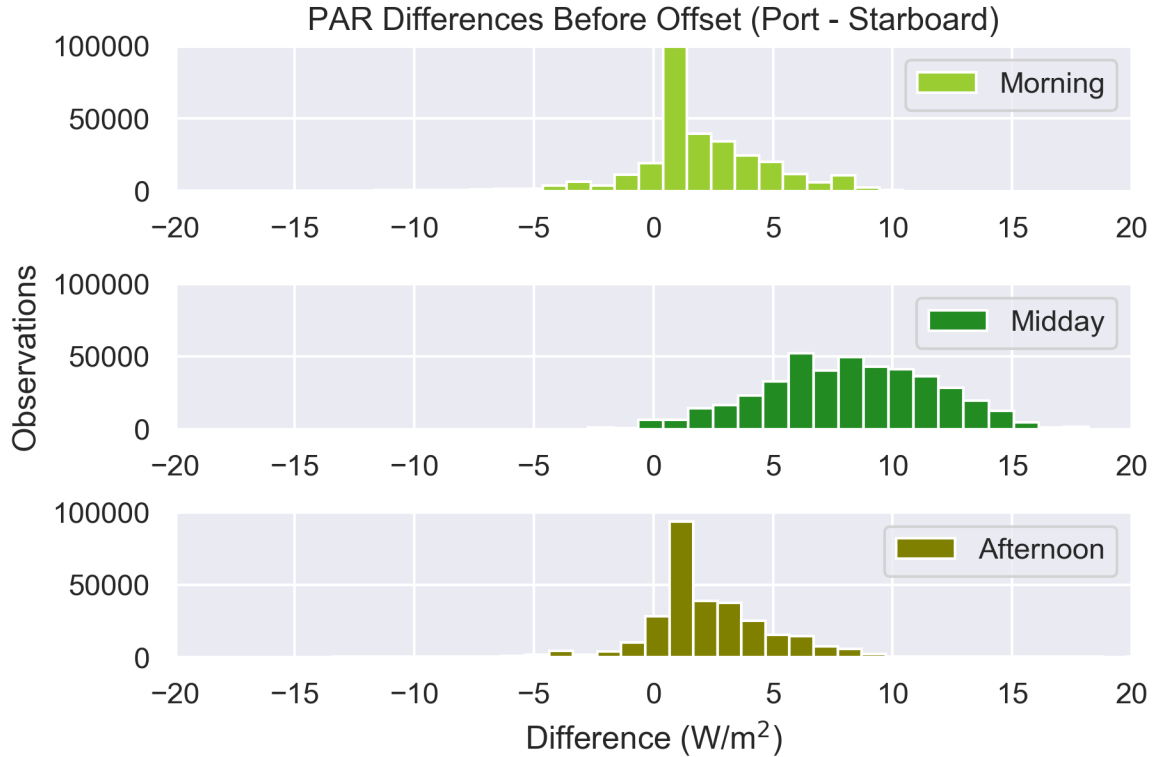 PAR Differences Before Offset (Port - Starboard)
100000
50000
0
Morning
−20 −15 −10 −5 0 5 10 15 20
Observations
100000
50000
0
Midday
−20 −15 −10 −5 0 5 10 15 20
100000
50000
0
Afternoon
−20 −15 −10 −5 0 5 10 15 20
Difference (W/m²)